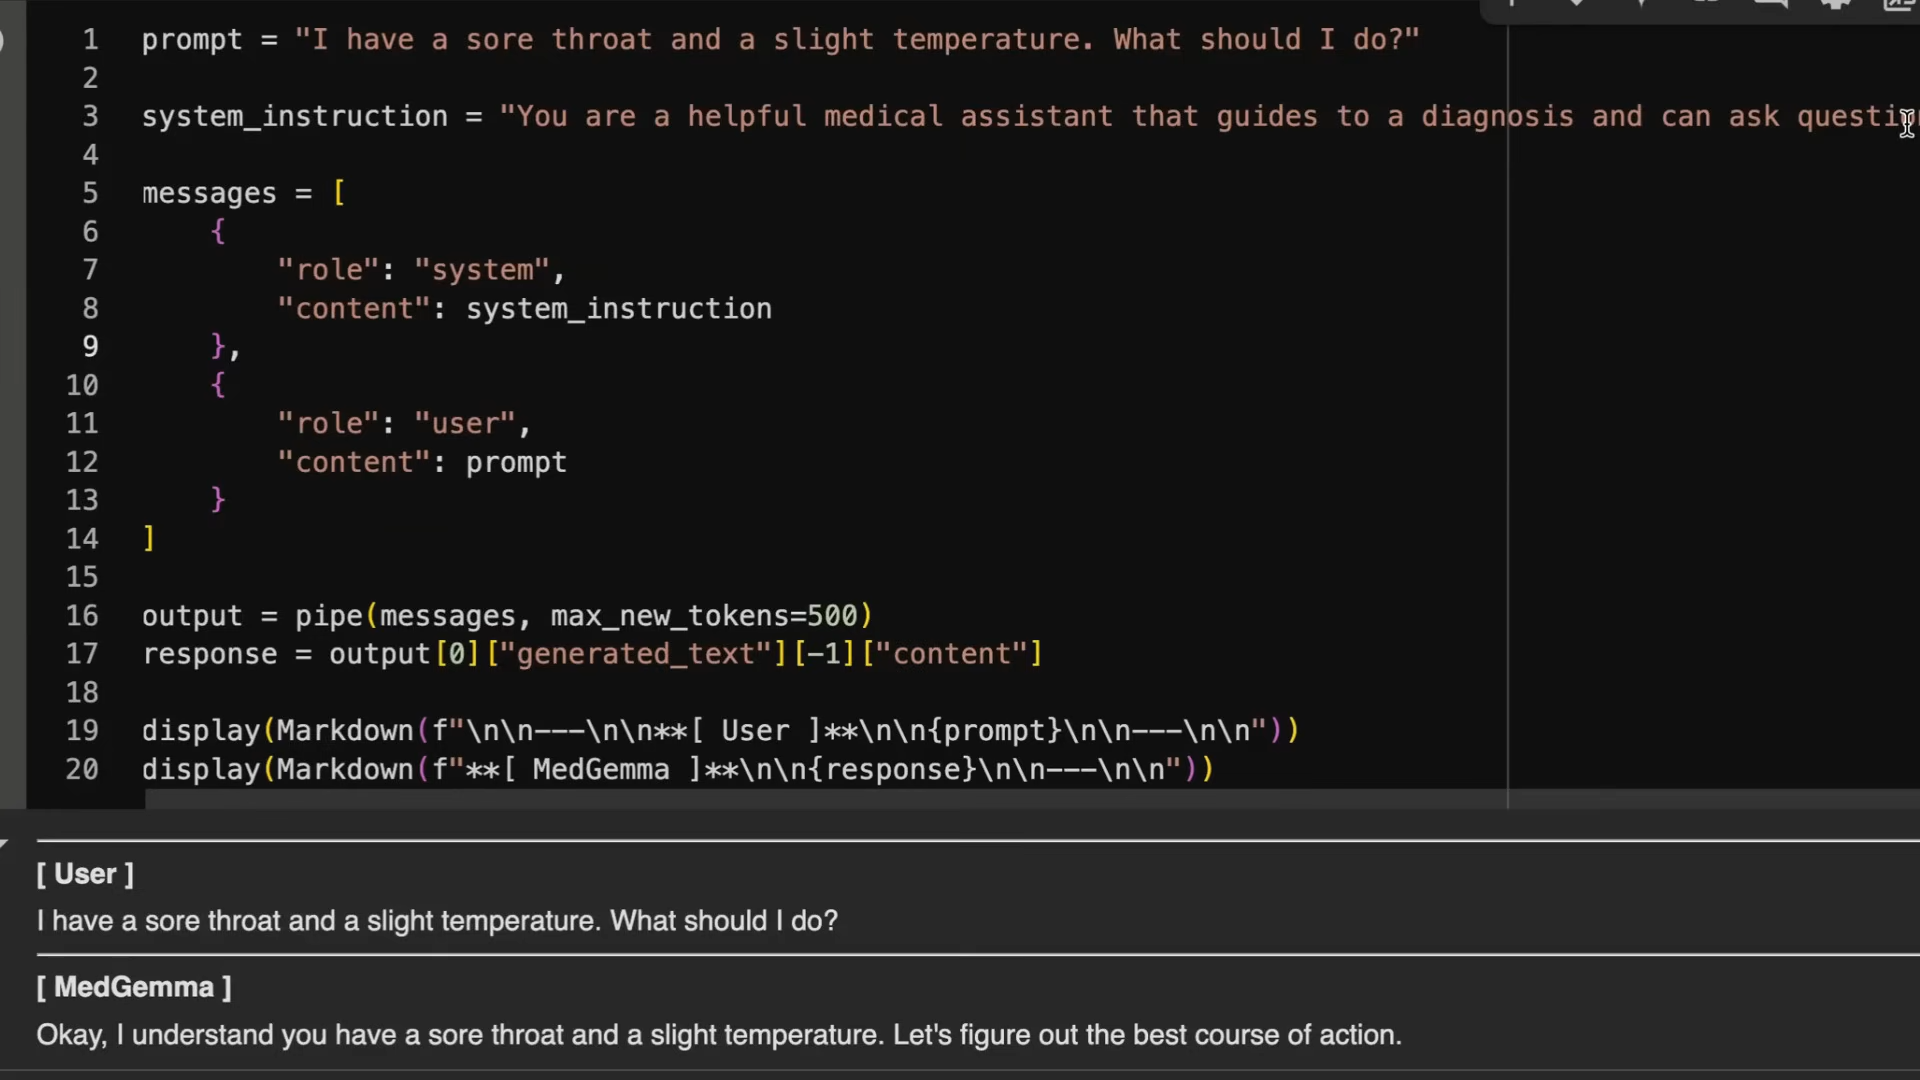 1 prompt = "I have a sore throat and a slight temperature. What should I do?"
2
3 system_instruction = "You are a helpful medical assistant that guides to a diagnosis and can ask
4
5 messages = [
6 {
7 "role": "system",
8 "content": system_instruction
9 },
10 {
11 "role": "user",
12 "content": prompt
13 }
14 ]
15
16 output = pipe(messages, max_new_tokens=500)
17 response = output[0]["generated_text"][-1]["content"]
18
19 display(Markdown(f"\n\n---\n\n**[ User ]**\n\n{prompt}\n\n---\n\n"))
20 display(Markdown(f"**[ MedGemma ]**\n\n{response}\n\n---\n\n"))
[ User ]
I have a sore throat and a slight temperature. What should I do?
[ MedGemma ]
Okay, I understand you have a sore throat and a slight temperature. Let's figure out the best course of action.